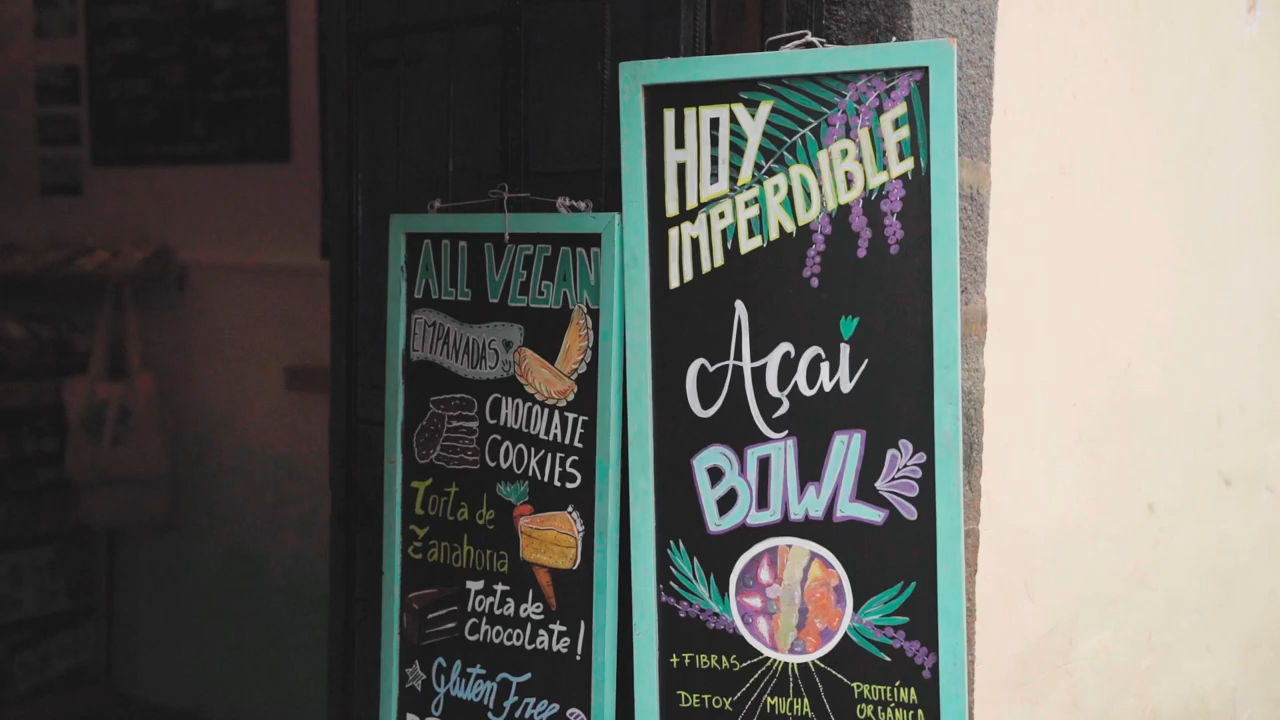 ALL VEGAN
EMPANADAS
CHOCOLATE
COOKIES
Torta de
Zanahoria
Torta de
Chocolate!
Gluten Free
HOY
IMPERDIBLE
Açai
BOWL
+FIBRAS
DETOX
MUCHA
PROTEÍNA
ORGÁNICA